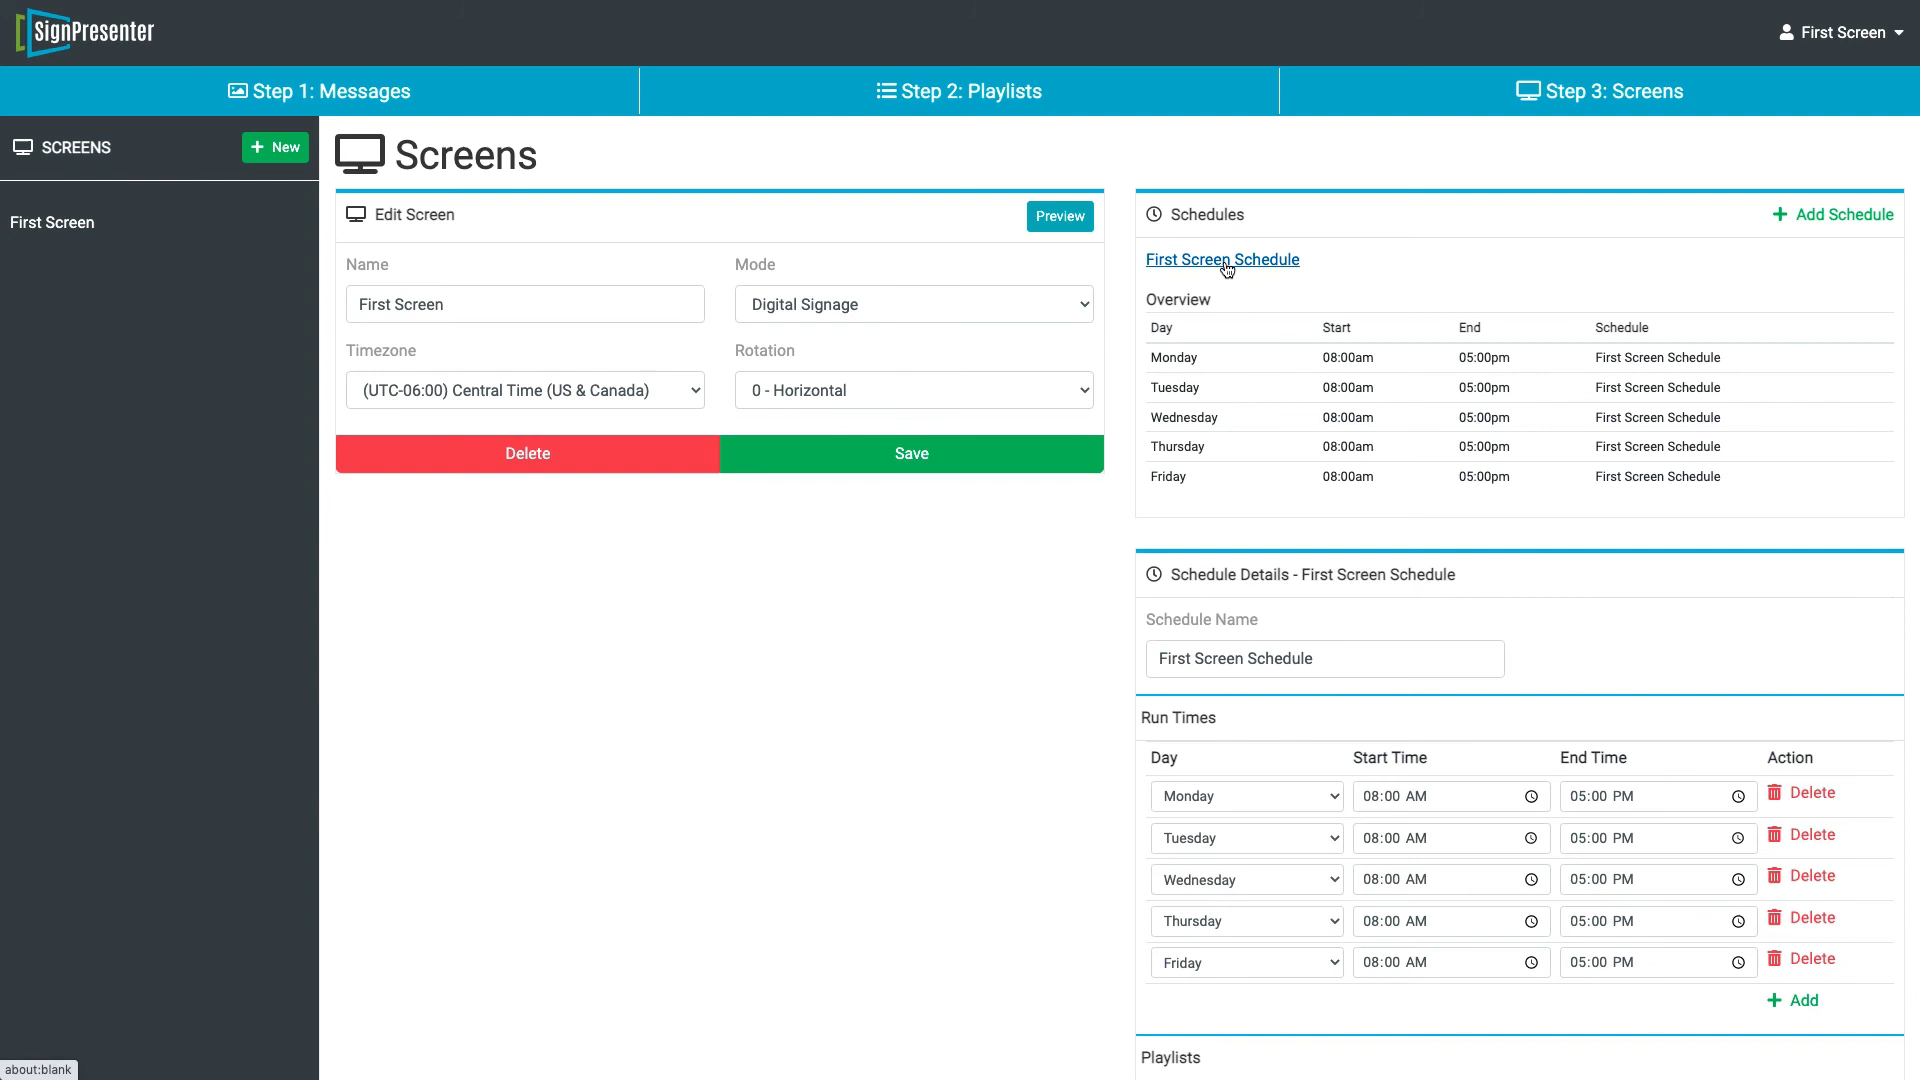 SignPresenter
First Screen
Step 1: Messages
Step 2: Playlists
Step 3: Screens
SCREENS
New
First Screen
Screens
Edit Screen
Preview
Name
Mode
First Screen
Digital Signage
Timezone
Rotation
(UTC-06:00) Central Time (US & Canada)
0 - Horizontal
Delete
Save
Schedules
Add Schedule
First Screen Schedule
Overview
Day Start End Schedule
Monday 08:00am 05:00pm First Screen Schedule
Tuesday 08:00am 05:00pm First Screen Schedule
Wednesday 08:00am 05:00pm First Screen Schedule
Thursday 08:00am 05:00pm First Screen Schedule
Friday 08:00am 05:00pm First Screen Schedule
Schedule Details - First Screen Schedule
Schedule Name
First Screen Schedule
Run Times
Day Start Time End Time Action
Monday 08:00 AM 05:00 PM Delete
Tuesday 08:00 AM 05:00 PM Delete
Wednesday 08:00 AM 05:00 PM Delete
Thursday 08:00 AM 05:00 PM Delete
Friday 08:00 AM 05:00 PM Delete
Add
Playlists
about:blank